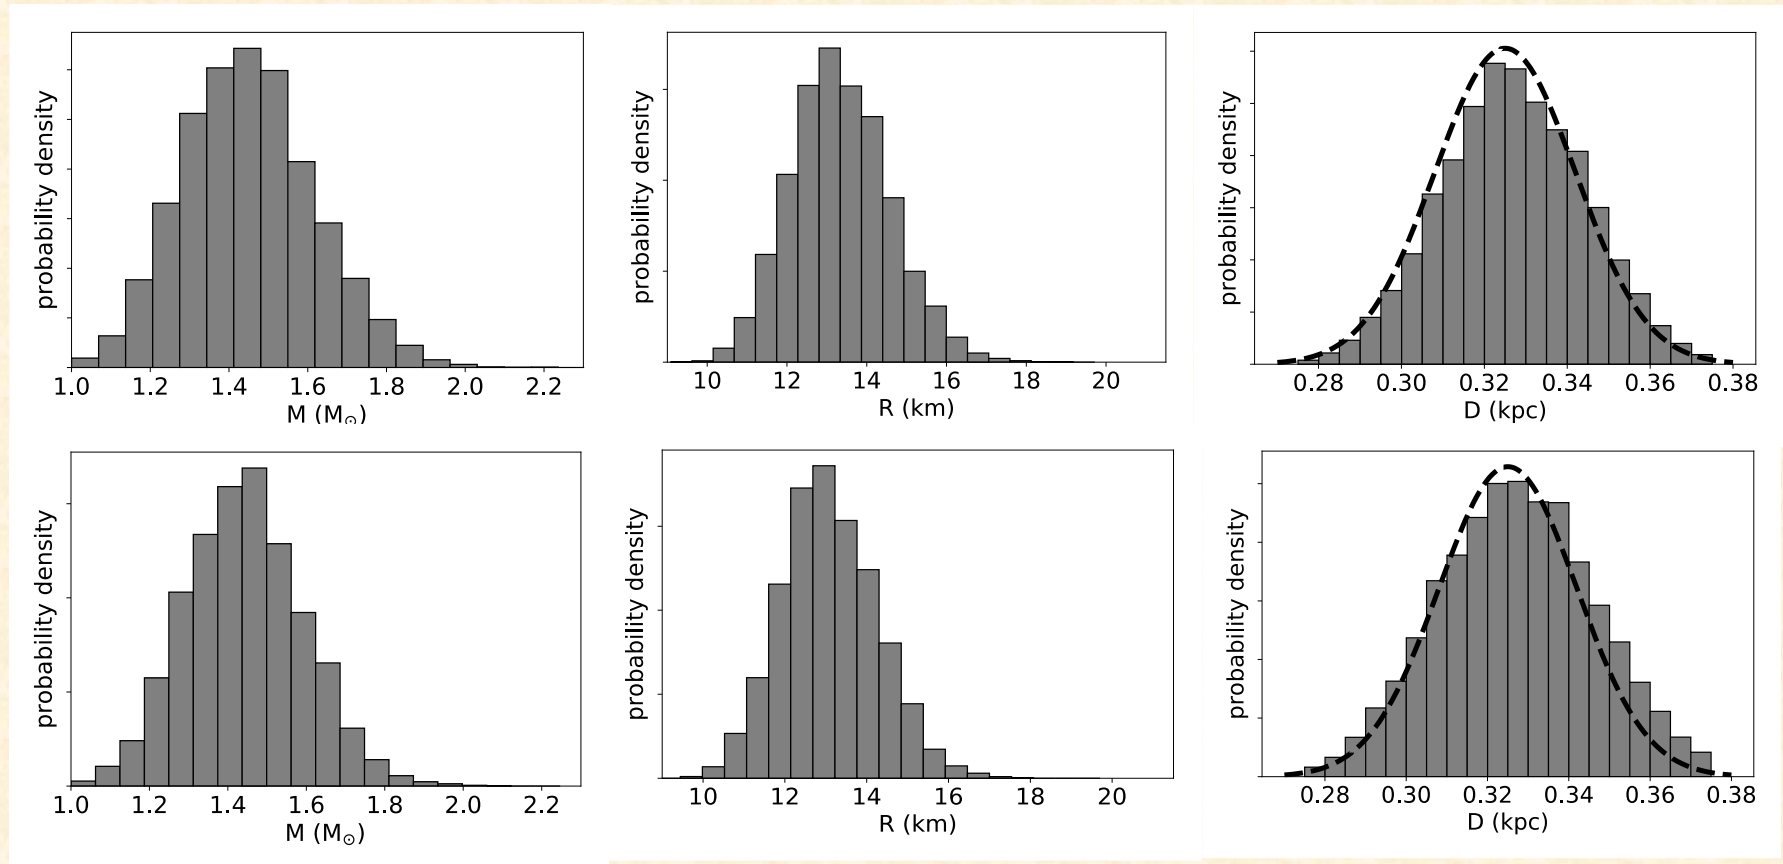 probability density
1.0 1.2 1.4 1.6 1.8 2.0 2.2
M (M☉)
probability density
10 12 14 16 18 20
R (km)
probability density
0.28 0.30 0.32 0.34 0.36 0.38
D (kpc)
probability density
1.0 1.2 1.4 1.6 1.8 2.0 2.2
M (M☉)
probability density
10 12 14 16 18 20
R (km)
probability density
0.28 0.30 0.32 0.34 0.36 0.38
D (kpc)